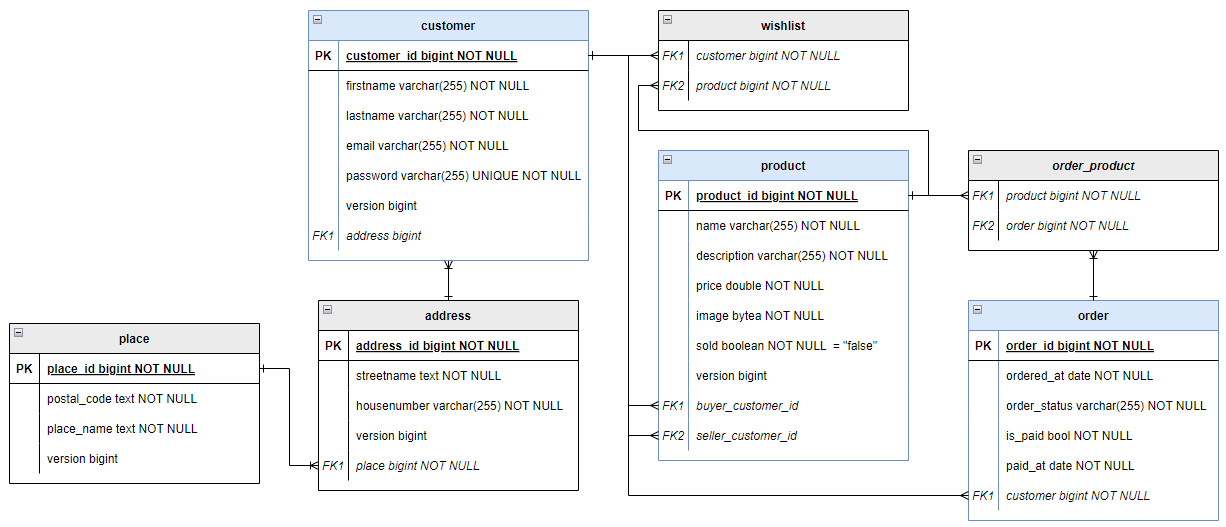 customer
PK customer_id bigint NOT NULL
firstname varchar(255) NOT NULL
lastname varchar(255) NOT NULL
email varchar(255) NOT NULL
password varchar(255) UNIQUE NOT NULL
version bigint
FK1 address bigint
wishlist
FK1 customer bigint NOT NULL
FK2 product bigint NOT NULL
product
PK product_id bigint NOT NULL
name varchar(255) NOT NULL
description varchar(255) NOT NULL
price double NOT NULL
image bytea NOT NULL
sold boolean NOT NULL = "false"
version bigint
FK1 buyer_customer_id
FK2 seller_customer_id
order_product
FK1 product bigint NOT NULL
FK2 order bigint NOT NULL
place
PK place_id bigint NOT NULL
postal_code text NOT NULL
place_name text NOT NULL
version bigint
address
PK address_id bigint NOT NULL
streetname text NOT NULL
housenumber varchar(255) NOT NULL
version bigint
FK1 place bigint NOT NULL
order
PK order_id bigint NOT NULL
ordered_at date NOT NULL
order_status varchar(255) NOT NULL
is_paid bool NOT NULL
paid_at date NOT NULL
FK1 customer bigint NOT NULL